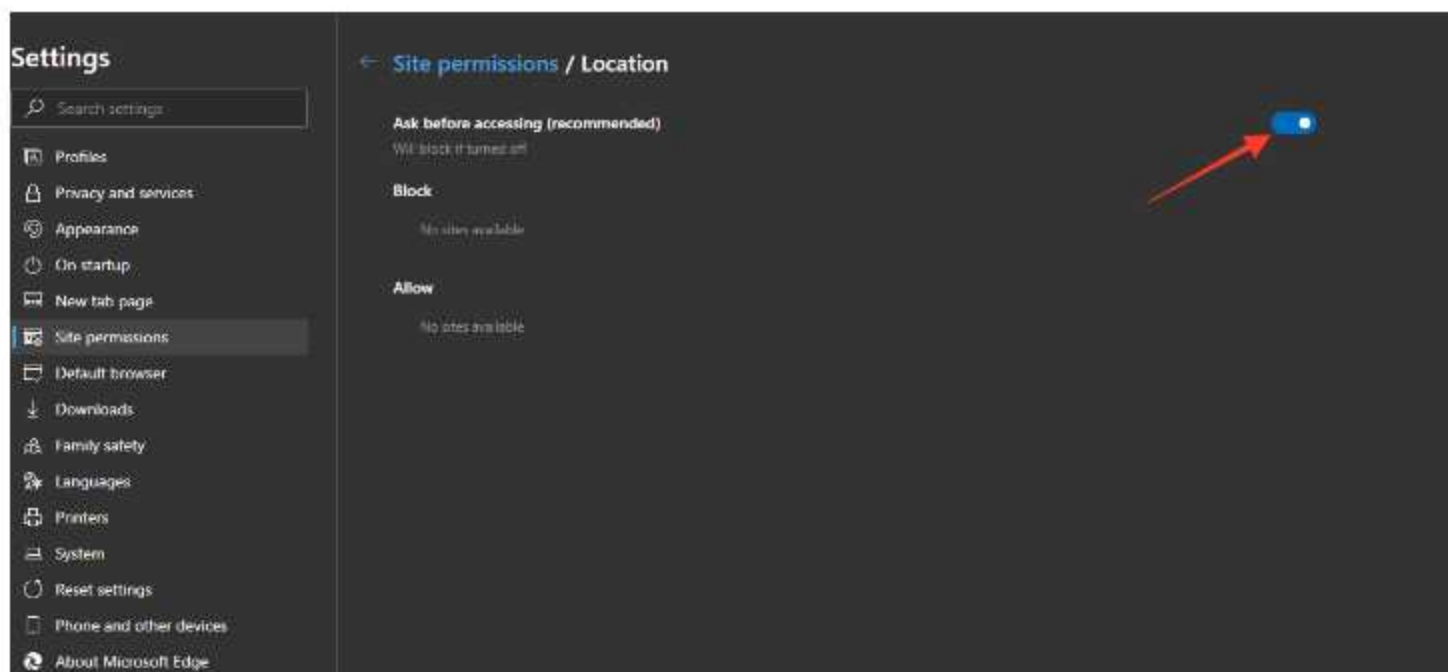 Settings
Search settings
Profiles
Privacy and services
Appearance
On startup
New tab page
Site permissions
Default browser
Downloads
Family safety
Languages
Printers
System
Reset settings
Phone and other devices
About Microsoft Edge
Site permissions / Location
Ask before accessing (recommended)
Will block if turned off
Block
No sites available
Allow
No sites available